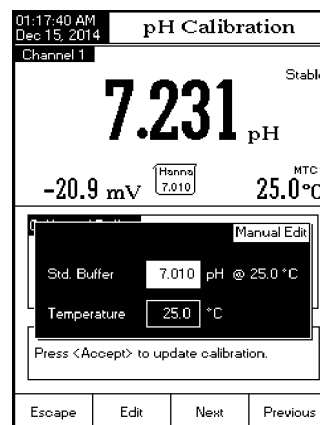 01:17:40 AM
Dec 15, 2014
pH Calibration
Channel 1
Stable
7.231 pH
-20.9 mV
Hanna
7.010
MTC
25.0°C
Manual Edit
Std. Buffer 7.010 pH @ 25.0 °C
Temperature 25.0 °C
Press <Accept> to update calibration.
Escape Edit Next Previous